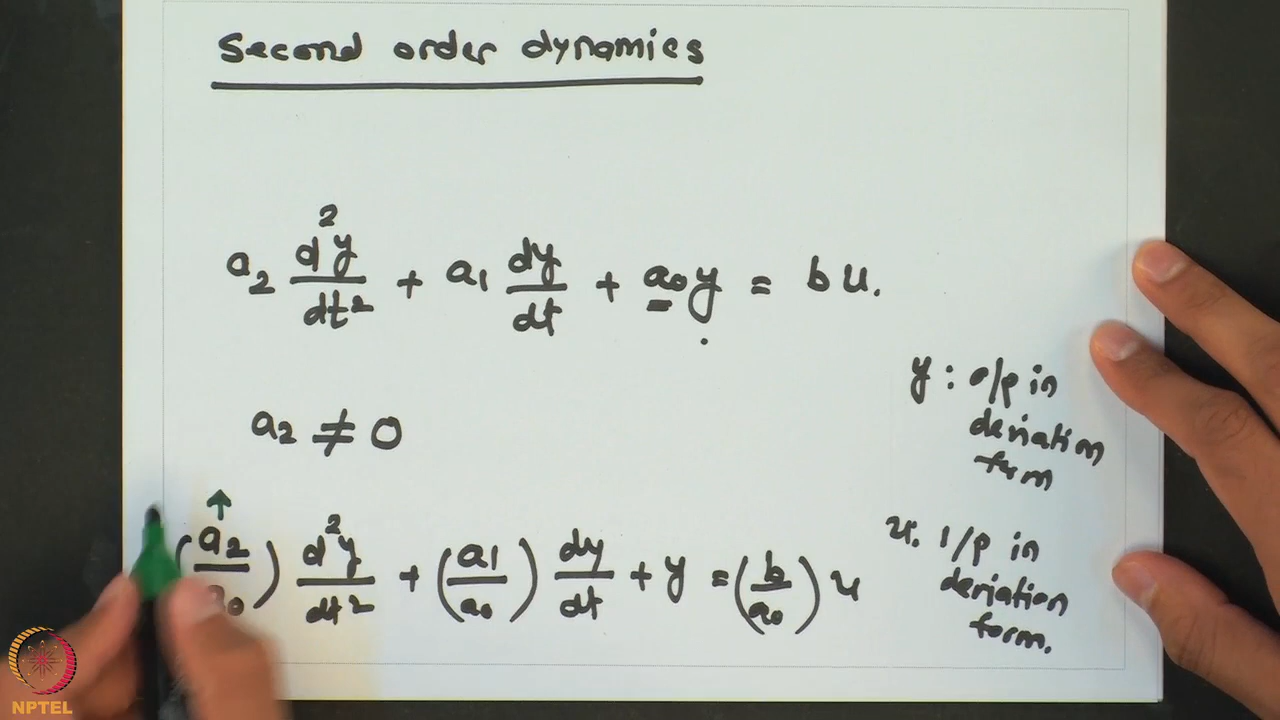 Second order dynamics
a₂ d²y/dt² + a₁ dy/dt + a₀y = bu.
y : o/p in
deviation
form
a₂ ≠ 0
u. i/p in
deviation
form.
(a₂/a₀) d²y/dt² + (a₁/a₀) dy/dt + y = (b/a₀) u
NPTEL